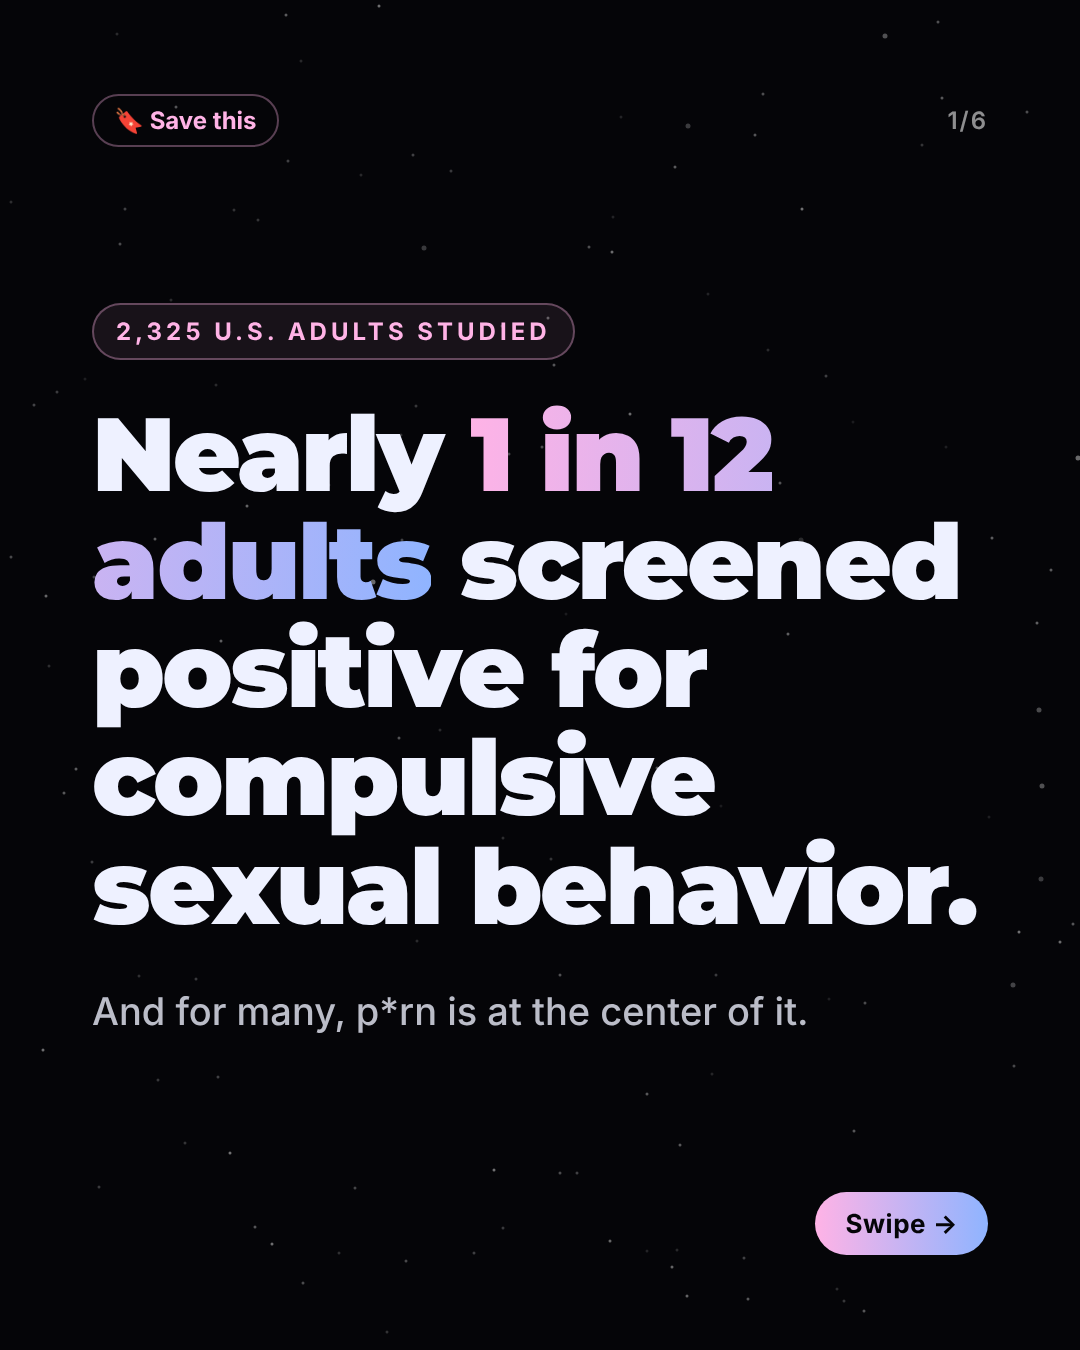 🔖 Save this
1/6
2,325 U.S. ADULTS STUDIED
Nearly 1 in 12
adults screened
positive for
compulsive
sexual behavior.
And for many, p*rn is at the center of it.
Swipe →